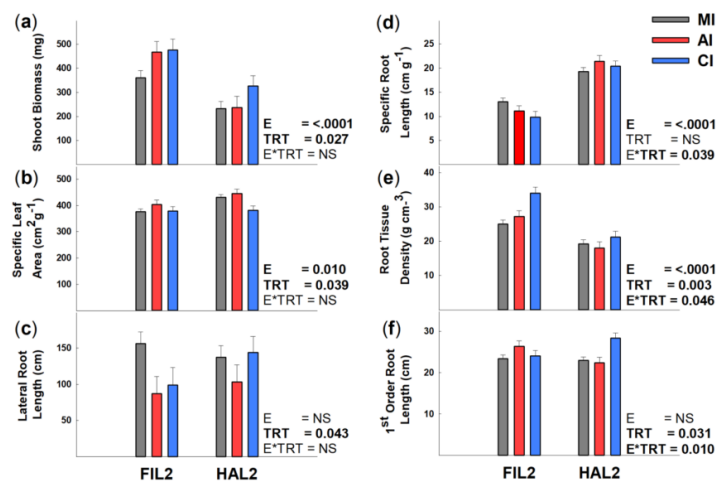 MI
AI
CI
(a)
Shoot Biomass (mg)
500
400
300
200
100
E = <.0001
TRT = 0.027
E*TRT = NS
(b)
Specific Leaf
Area (cm²g⁻¹)
500
400
300
200
100
E = 0.010
TRT = 0.039
E*TRT = NS
(c)
Lateral Root
Length (cm)
150
100
50
E = NS
TRT = 0.043
E*TRT = NS
FIL2 HAL2
(d)
Specific Root
Length (cm g⁻¹)
25
20
15
10
5
E = <.0001
TRT = NS
E*TRT = 0.039
(e)
Root Tissue
Density (g cm-³)
40
30
20
10
E = <.0001
TRT = 0.003
E*TRT = 0.046
(f)
1st Order Root
Length (cm)
30
20
10
E = NS
TRT = 0.031
E*TRT = 0.010
FIL2 HAL2